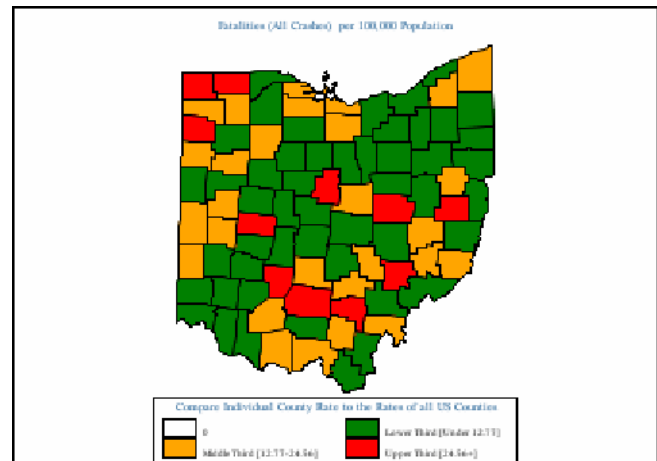 Fatalities (All Crashes) per 100,000 Population
Compare Individual County Rate to the Rates of all US Counties
0
Lower Third [Under 12.77]
Middle Third [12.77-24.56]
Upper Third [24.56+]